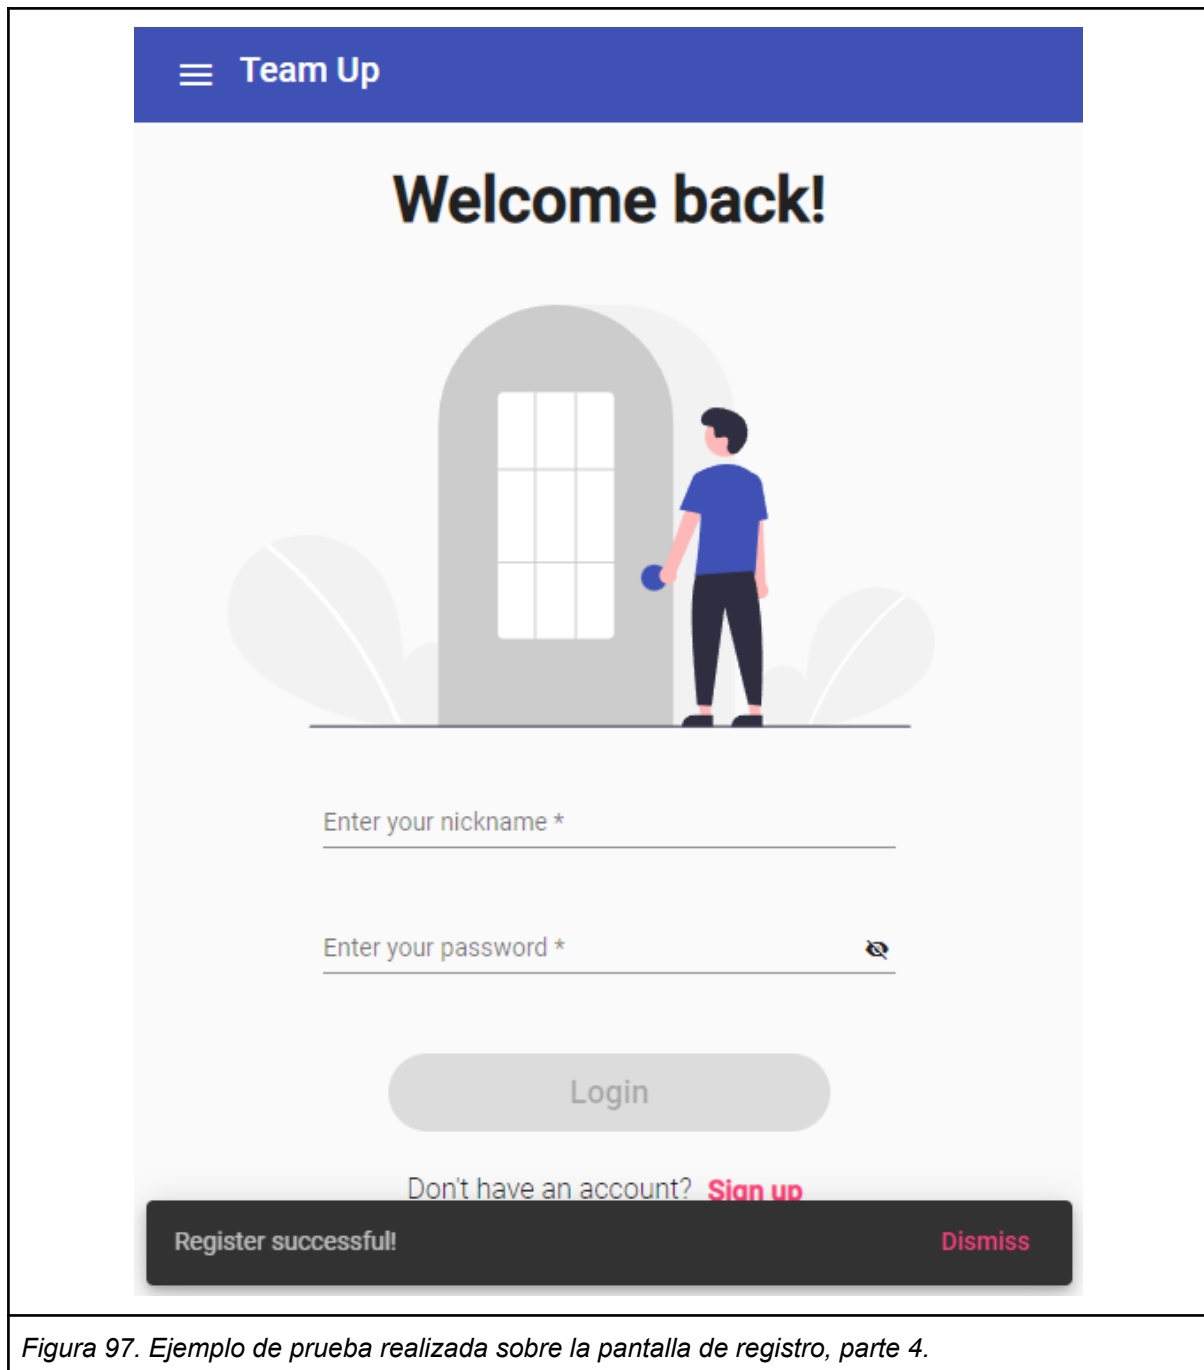 Team Up
Welcome back!
Enter your nickname *
Enter your password *
Login
Don't have an account? Sign up
Register successful! Dismiss
Figura 97. Ejemplo de prueba realizada sobre la pantalla de registro, parte 4.